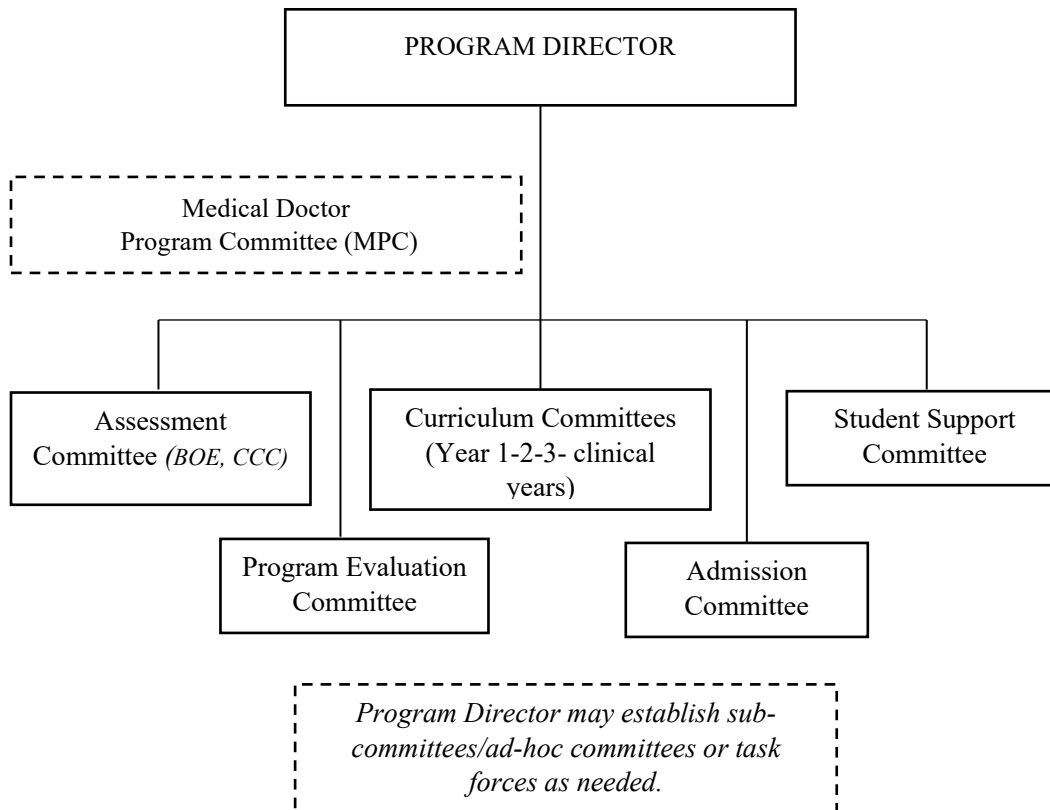 PROGRAM DIRECTOR
Medical Doctor
Program Committee (MPC)
Assessment
Committee (BOE, CCC)
Curriculum Committees
(Year 1-2-3- clinical
years)
Student Support
Committee
Program Evaluation
Committee
Admission
Committee
Program Director may establish sub-
committees/ad-hoc committees or task
forces as needed.